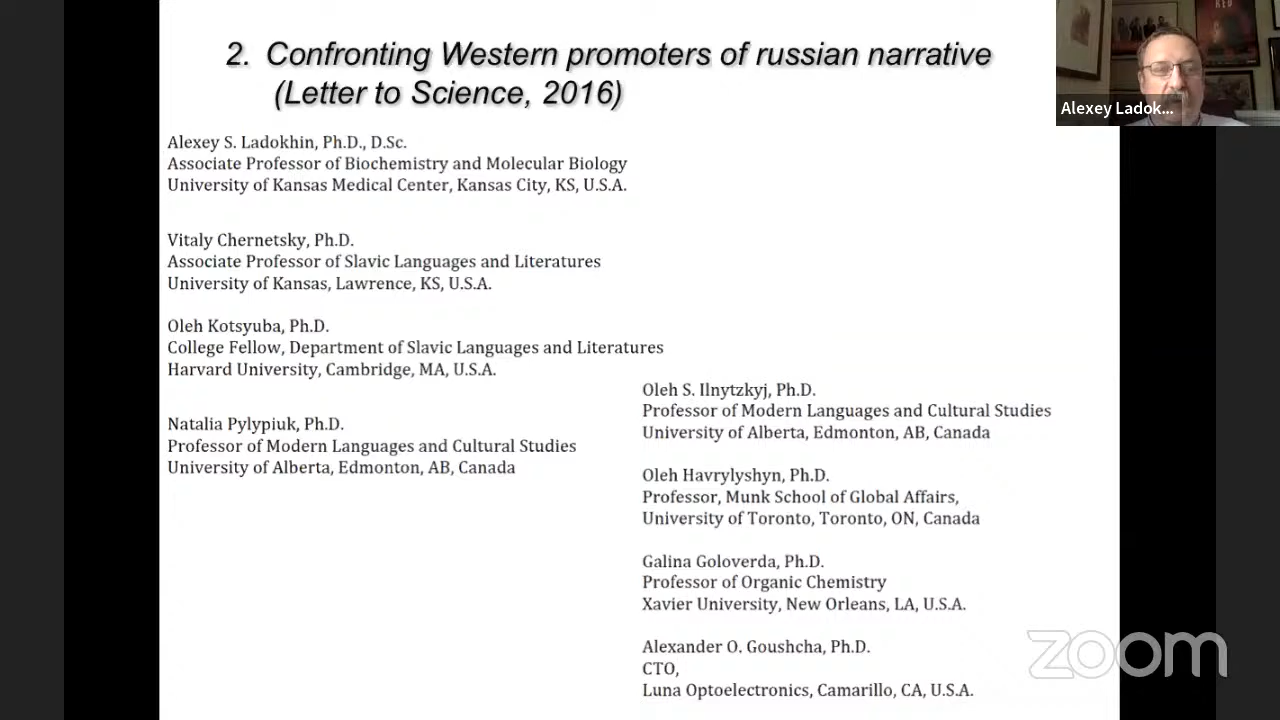 2. Confronting Western promoters of russian narrative
(Letter to Science, 2016)
Alexey S. Ladokhin, Ph.D., D.Sc.
Associate Professor of Biochemistry and Molecular Biology
University of Kansas Medical Center, Kansas City, KS, U.S.A.
Vitaly Chernetsky, Ph.D.
Associate Professor of Slavic Languages and Literatures
University of Kansas, Lawrence, KS, U.S.A.
Oleh Kotsyuba, Ph.D.
College Fellow, Department of Slavic Languages and Literatures
Harvard University, Cambridge, MA, U.S.A.
Natalia Pylypiuk, Ph.D.
Professor of Modern Languages and Cultural Studies
University of Alberta, Edmonton, AB, Canada
Oleh S. Ilnytzkyj, Ph.D.
Professor of Modern Languages and Cultural Studies
University of Alberta, Edmonton, AB, Canada
Oleh Havrylyshyn, Ph.D.
Professor, Munk School of Global Affairs,
University of Toronto, Toronto, ON, Canada
Galina Goloverda, Ph.D.
Professor of Organic Chemistry
Xavier University, New Orleans, LA, U.S.A.
Alexander O. Goushcha, Ph.D.
CTO,
Luna Optoelectronics, Camarillo, CA, U.S.A.
RED
Alexey Ladok...
zoom